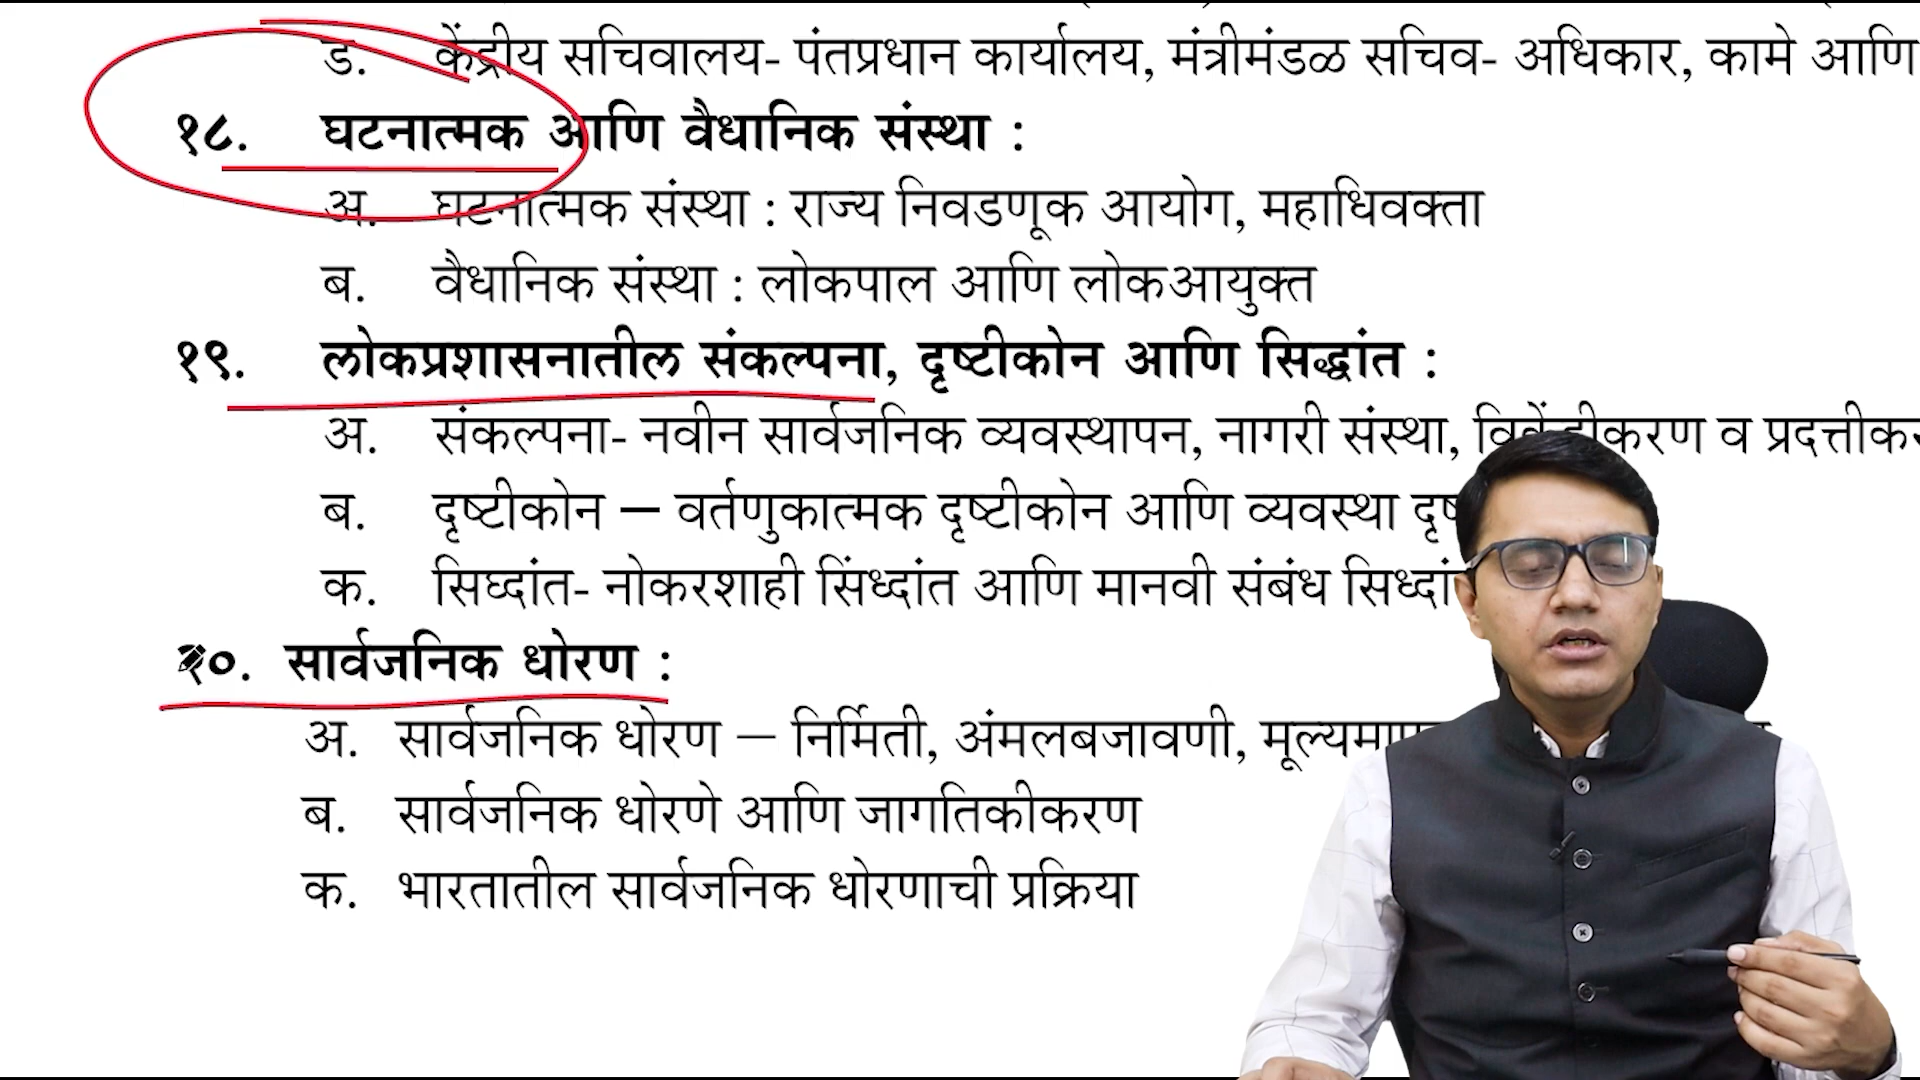 ड. केंद्रीय सचिवालय- पंतप्रधान कार्यालय, मंत्रीमंडळ सचिव- अधिकार, कामे आणि
१८. घटनात्मक आणि वैधानिक संस्था :
अ. घटनात्मक संस्था : राज्य निवडणूक आयोग, महाधिवक्ता
ब. वैधानिक संस्था : लोकपाल आणि लोकआयुक्त
१९. लोकप्रशासनातील संकल्पना, दृष्टीकोन आणि सिद्धांत :
अ. संकल्पना- नवीन सार्वजनिक व्यवस्थापन, नागरी संस्था, विकेंद्रीकरण व
ब. दृष्टीकोन – वर्तणुकात्मक दृष्टीकोन आणि व्यवस्था
क. सिघ्दांत- नोकरशाही सिंध्दांत आणि मानवी संबंध
२०. सार्वजनिक धोरण :
अ. सार्वजनिक धोरण – निर्मिती, अंमलबजावणी,
ब. सार्वजनिक धोरणे आणि जागतिकीकरण
क. भारतातील सार्वजनिक धोरणाची प्रक्रिया